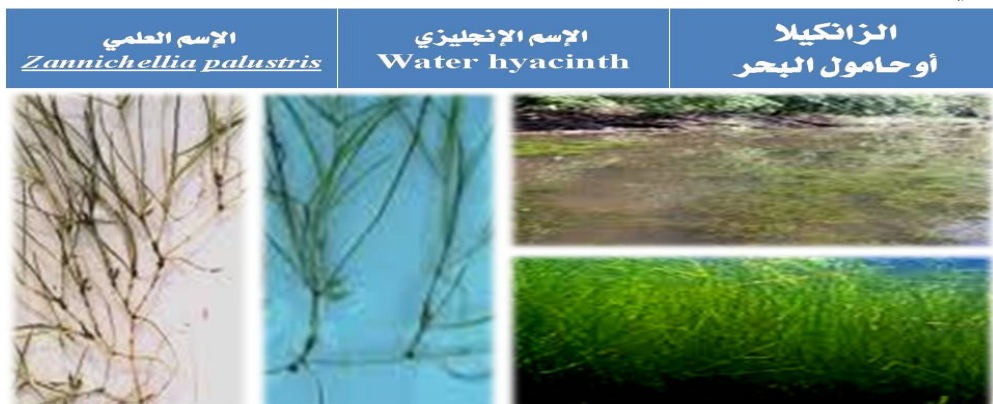 الزانكيلا
أوحامول البحر
الإسم الإنجليزي
Water hyacinth
الإسم العلمي
Zannichellia palustris